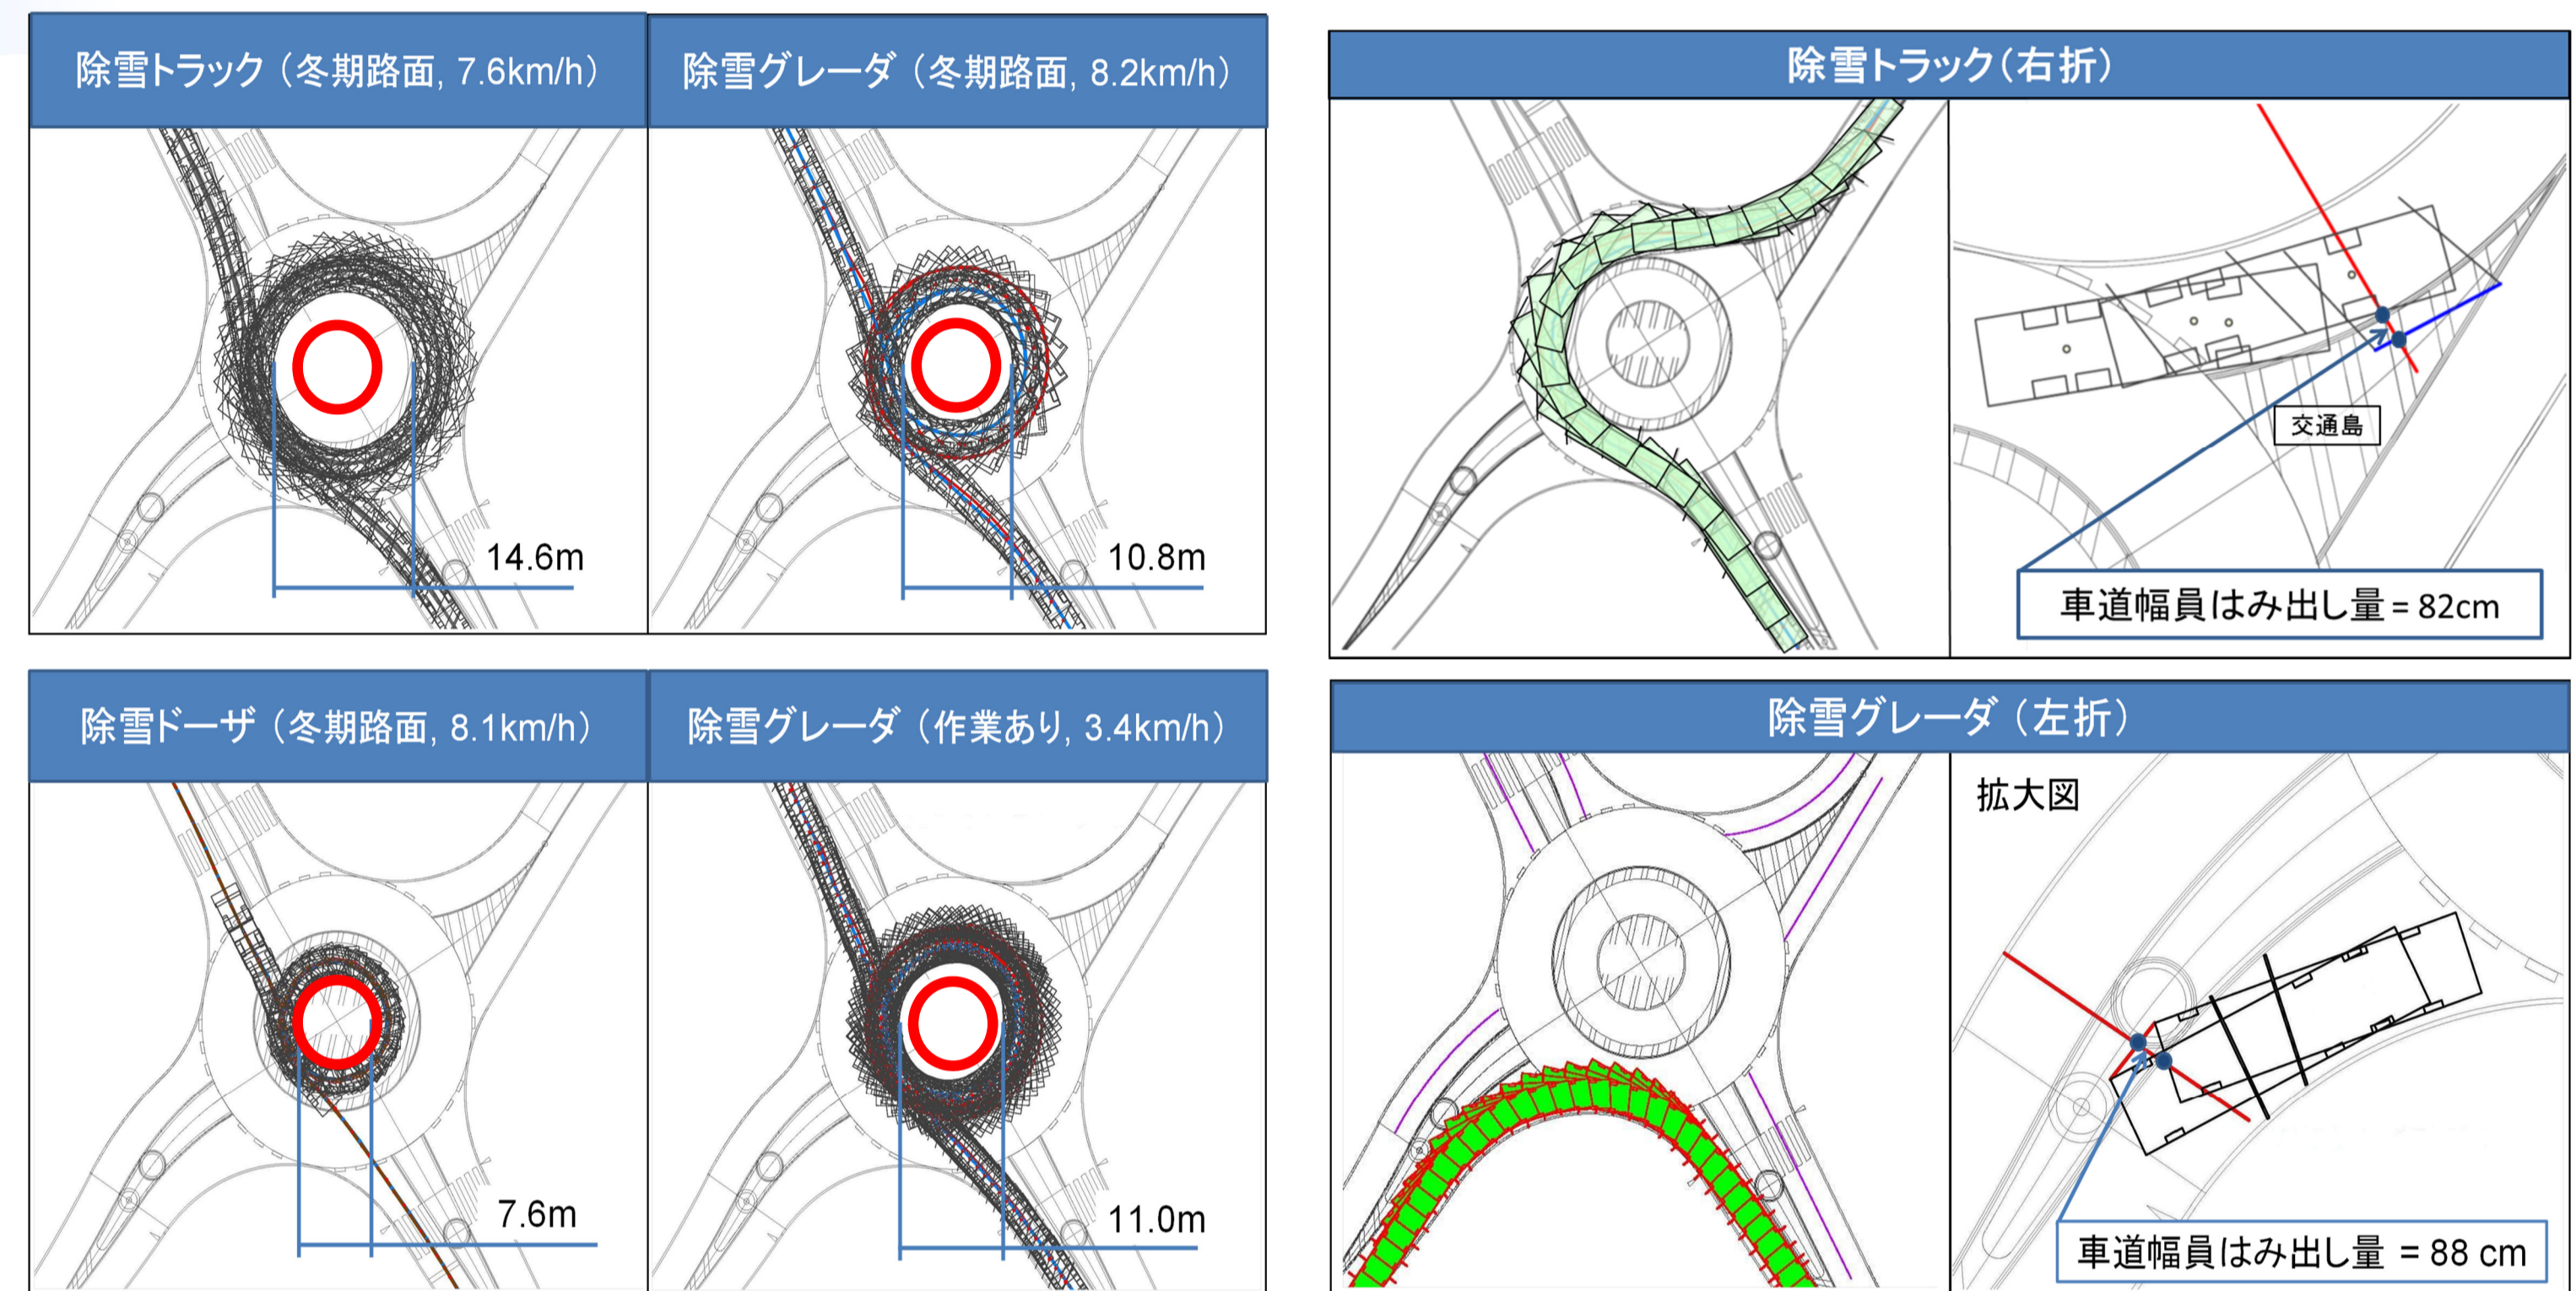 除雪トラック（冬期路面, 7.6km/h）
14.6m
除雪グレーダ（冬期路面, 8.2km/h）
10.8m
除雪ドーザ（冬期路面, 8.1km/h）
7.6m
除雪グレーダ（作業あり, 3.4km/h）
11.0m
除雪トラック（右折）
交通島
車道幅員はみ出し量 = 82cm
除雪グレーダ（左折）
拡大図
車道幅員はみ出し量 = 88 cm